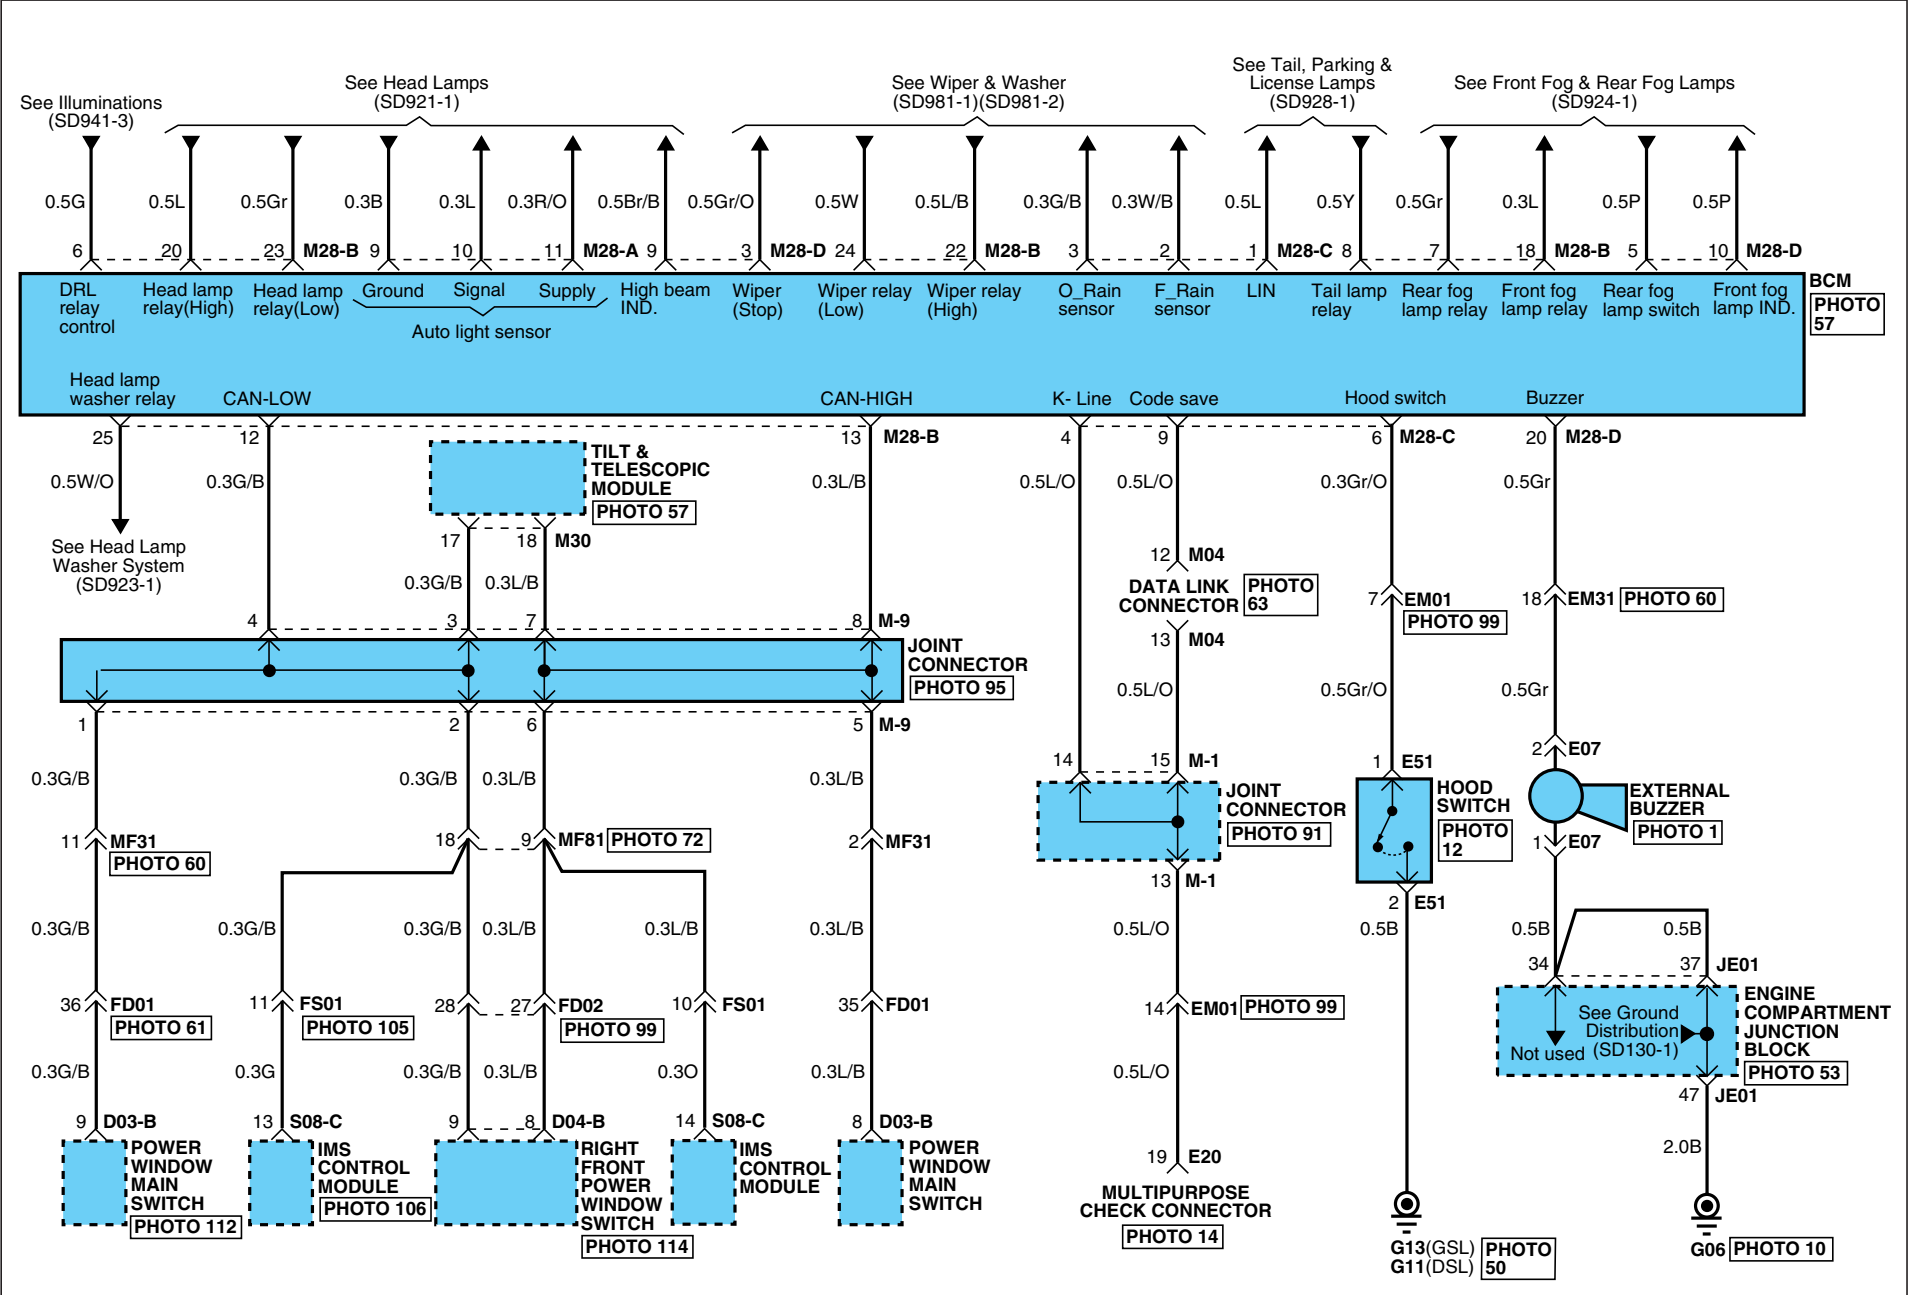 See Illuminations
(SD941-3)
See Head Lamps
(SD921-1)
See Wiper & Washer
(SD981-1)(SD981-2)
See Tail, Parking &
License Lamps
(SD928-1)
See Front Fog & Rear Fog Lamps
(SD924-1)
0.5G 0.5L 0.5Gr 0.3B 0.3L 0.3R/O 0.5Br/B 0.5Gr/O 0.5W 0.5L/B 0.3G/B 0.3W/B 0.5L 0.5Y 0.5Gr 0.3L 0.5P 0.5P
6 20 23 M28-B 9 10 11 M28-A 9 3 M28-D 24 22 M28-B 3 2 1 M28-C 8 7 18 M28-B 5 10 M28-D
BCM
PHOTO
57
DRL
relay
control
Head lamp
relay(High)
Head lamp
relay(Low)
Ground
Signal
Supply
Auto light sensor
High beam
IND.
Wiper
(Stop)
Wiper relay
(Low)
Wiper relay
(High)
O_Rain
sensor
F_Rain
sensor
LIN
Tail lamp
relay
Rear fog
lamp relay
Front fog
lamp relay
Rear fog
lamp switch
Front fog
lamp IND.
Head lamp
washer relay
CAN-LOW
CAN-HIGH
K- Line
Code save
Hood switch
Buzzer
25 12 13 M28-B 4 9 6 M28-C 20 M28-D
0.5W/O 0.3G/B 0.3L/B 0.5L/O 0.5L/O 0.3Gr/O 0.5Gr
See Head Lamp
Washer System
(SD923-1)
TILT &
TELESCOPIC
MODULE
PHOTO 57
17 18 M30
0.3G/B 0.3L/B
12 M04
DATA LINK
CONNECTOR
PHOTO
63
13 M04
7 EM01
PHOTO 99
18 EM31 PHOTO 60
4 3 7 8 M-9
JOINT
CONNECTOR
PHOTO 95
1 2 6 5 M-9
0.5L/O 0.5Gr/O 0.5Gr
0.3G/B 0.3G/B 0.3L/B 0.3L/B
14 15 M-1
JOINT
CONNECTOR
PHOTO 91
13 M-1
1 E51
HOOD
SWITCH
PHOTO
12
2 E51
2 E07
EXTERNAL
BUZZER
PHOTO 1
1 E07
11 MF31
PHOTO 60
18 9 MF81 PHOTO 72
2 MF31
0.3G/B 0.3G/B 0.3G/B 0.3L/B 0.3L/B 0.3L/B 0.5L/O 0.5B 0.5B 0.5B
34 37 JE01
36 FD01
PHOTO 61
11 FS01
PHOTO 105
28 27 FD02
PHOTO 99
10 FS01
35 FD01
14 EM01 PHOTO 99
See Ground
Distribution
(SD130-1)
Not used
ENGINE
COMPARTMENT
JUNCTION
BLOCK
PHOTO 53
47 JE01
0.3G/B 0.3G 0.3G/B 0.3L/B 0.3O 0.3L/B 0.5L/O
2.0B
9 D03-B
POWER
WINDOW
MAIN
SWITCH
PHOTO 112
13 S08-C
IMS
CONTROL
MODULE
PHOTO 106
9 8 D04-B
RIGHT
FRONT
POWER
WINDOW
SWITCH
PHOTO 114
14 S08-C
IMS
CONTROL
MODULE
8 D03-B
POWER
WINDOW
MAIN
SWITCH
19 E20
MULTIPURPOSE
CHECK CONNECTOR
PHOTO 14
G13(GSL)
G11(DSL)
PHOTO
50
G06 PHOTO 10